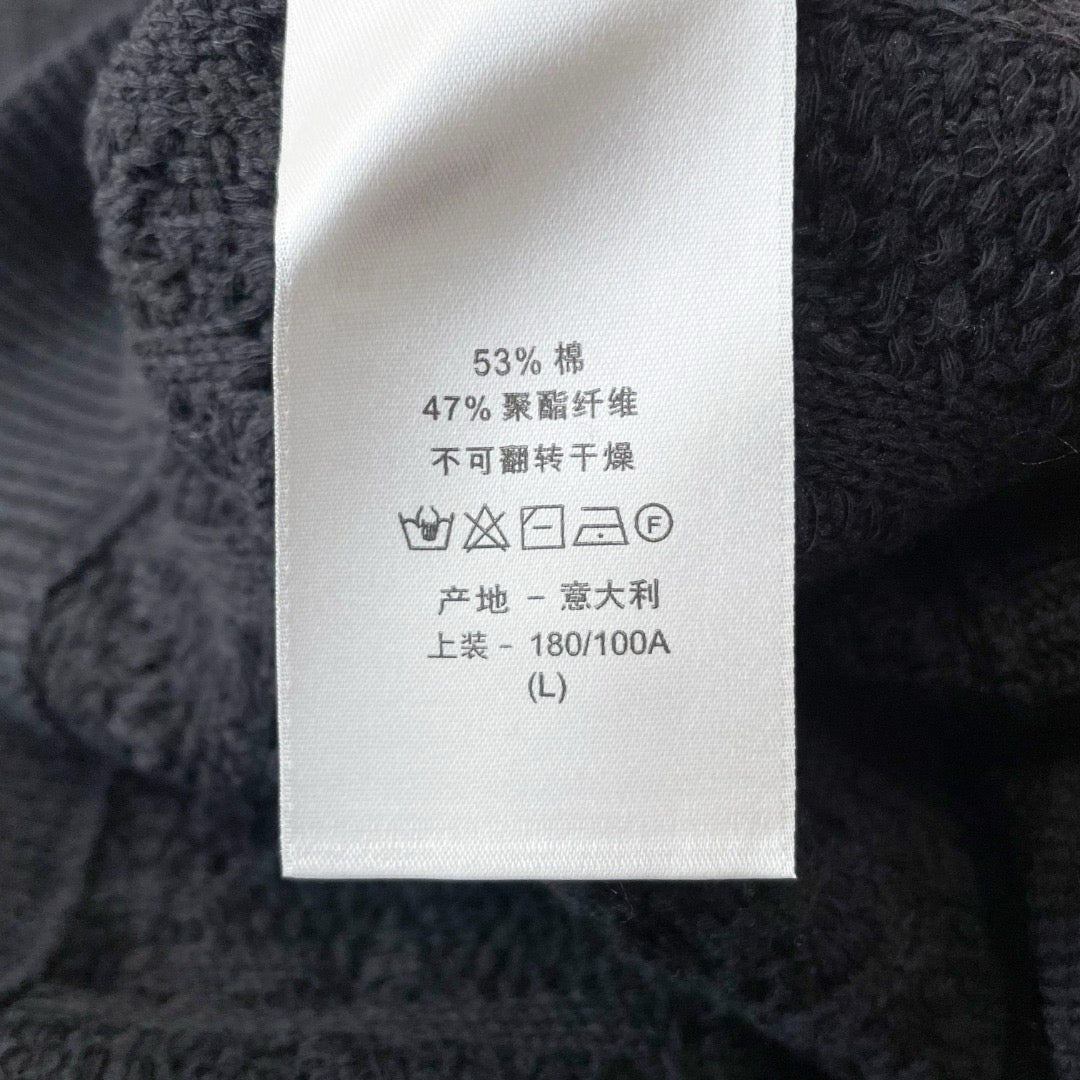 53% 棉
47% 聚酯纤维
不可翻转干燥
F
产地 - 意大利
上装 - 180/100A
(L)